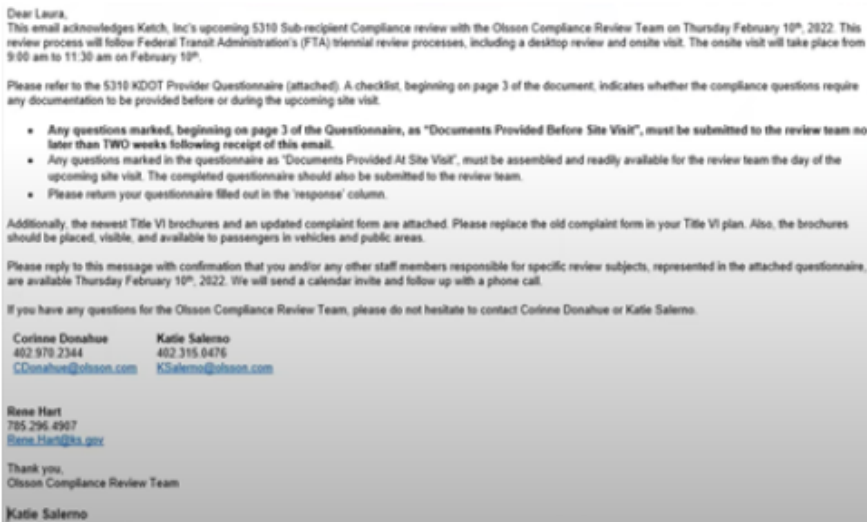 Dear Laura,
This email acknowledges Ketch, Inc's upcoming 5310 Sub-recipient Compliance review with the Olsson Compliance Review Team on Thursday February 10th, 2022. This
review process will follow Federal Transit Administration's (FTA) triennial review processes, including a desktop review and onsite visit. The onsite visit will take place from
9:00 am to 11:30 am on February 10th.
Please refer to the 5310 KDOT Provider Questionnaire (attached). A checklist, beginning on page 3 of the document, indicates whether the compliance questions require
any documentation to be provided before or during the upcoming site visit.
• Any questions marked, beginning on page 3 of the Questionnaire, as "Documents Provided Before Site Visit", must be submitted to the review team no
later than TWO weeks following receipt of this email.
• Any questions marked in the questionnaire as "Documents Provided At Site Visit", must be assembled and readily available for the review team the day of the
upcoming site visit. The completed questionnaire should also be submitted to the review team.
• Please return your questionnaire filled out in the 'response' column.
Additionally, the newest Title VI brochures and an updated complaint form are attached. Please replace the old complaint form in your Title VI plan. Also, the brochures
should be placed, visible, and available to passengers in vehicles and public areas.
Please reply to this message with confirmation that you and/or any other staff members responsible for specific review subjects, represented in the attached questionnaire,
are available Thursday February 10th, 2022. We will send a calendar invite and follow up with a phone call.
If you have any questions for the Olsson Compliance Review Team, please do not hesitate to contact Corinne Donahue or Katie Salerno.
Corinne Donahue Katie Salerno
402.970.2344 402.315.0476
CDonahue@olsson.com KSalerno@olsson.com
Rene Hart
785.296.4907
Rene.Hart@ks.gov
Thank you,
Olsson Compliance Review Team
Katie Salerno